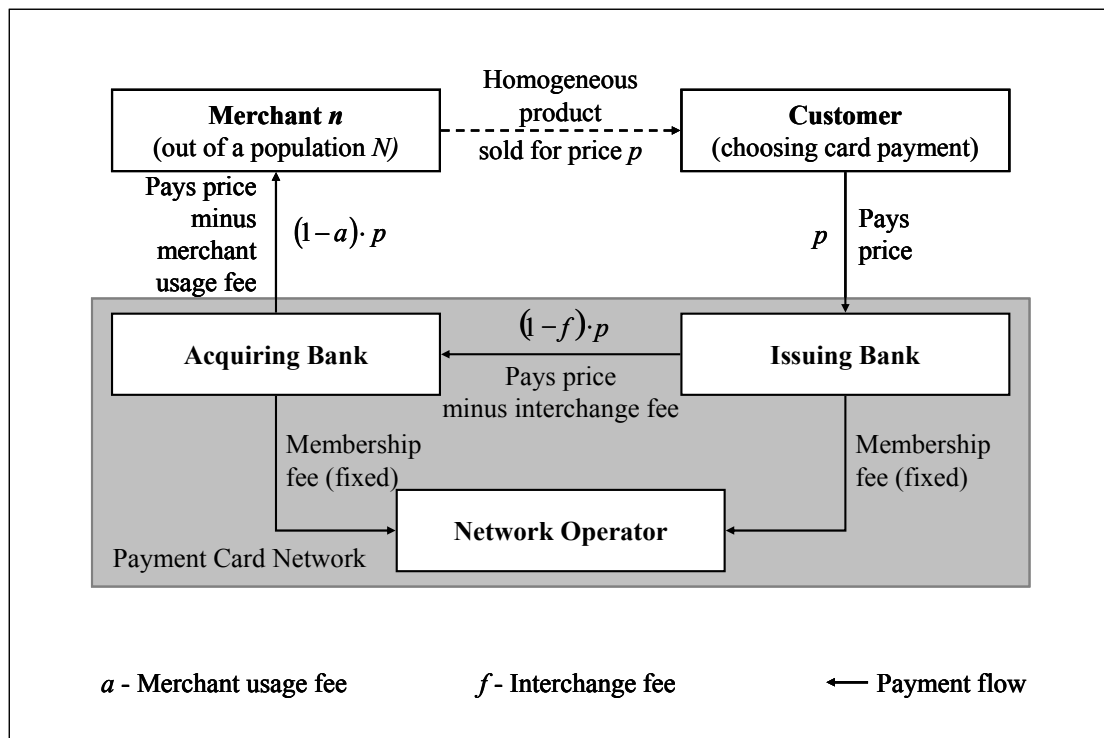 Merchant n
(out of a population N)
Homogeneous
product
sold for price p
Customer
(choosing card payment)
Pays price
minus
merchant
usage fee
(1−a)· p
p
Pays
price
Acquiring Bank
(1−f)·p
Pays price
minus interchange fee
Issuing Bank
Membership
fee (fixed)
Membership
fee (fixed)
Network Operator
Payment Card Network
a - Merchant usage fee
f - Interchange fee
Payment flow